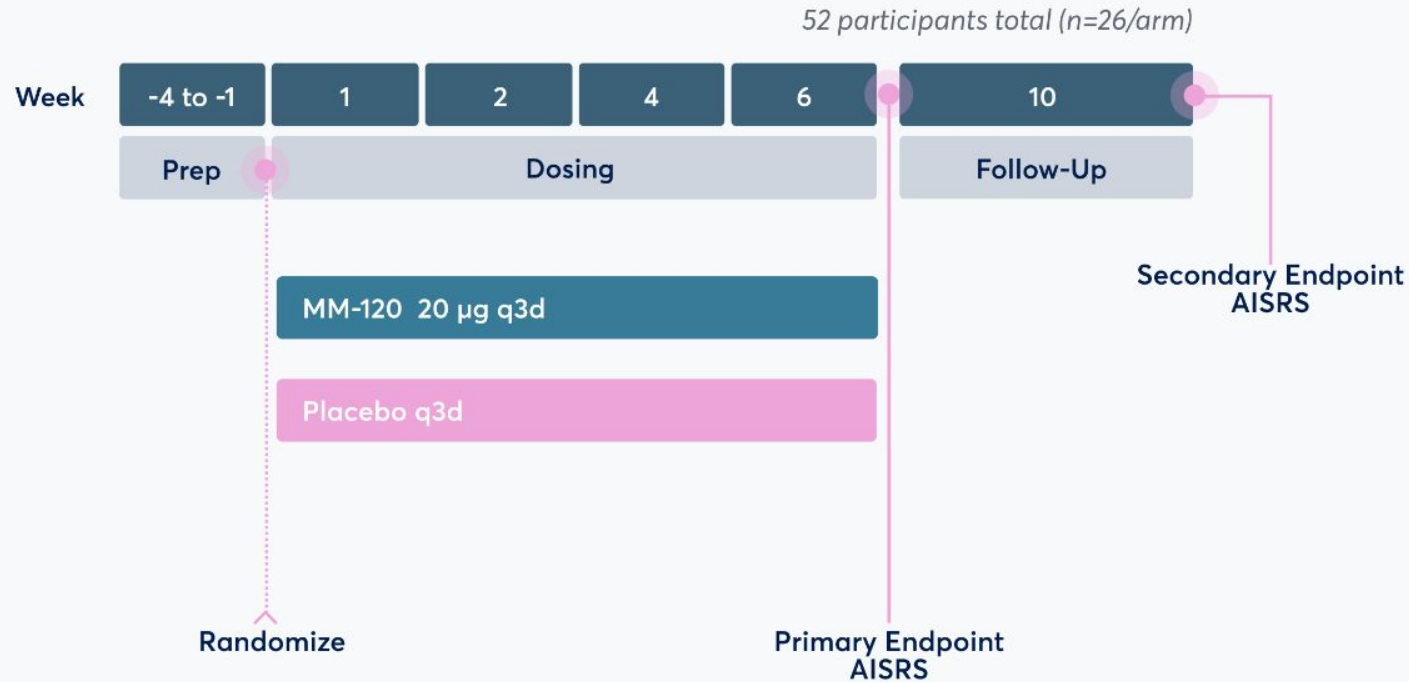 52 participants total (n=26/arm)
Week -4 to -1 1 2 4 6 10
Prep Dosing Follow-Up
MM-120 20 µg q3d
Placebo q3d
Secondary Endpoint
AISRS
Randomize
Primary Endpoint
AISRS